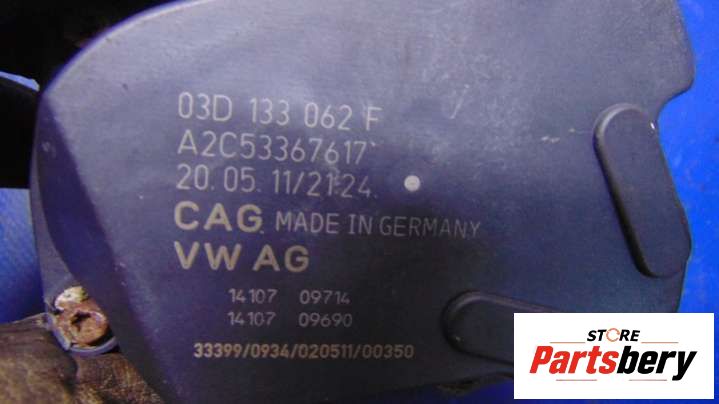 03D 133 062 F
A2C53367617
20.05.11/21:24.
CAG MADE IN GERMANY
VW AG
14107 09714
14107 09690
33399/0934/020511/00350
STORE
Partsbery